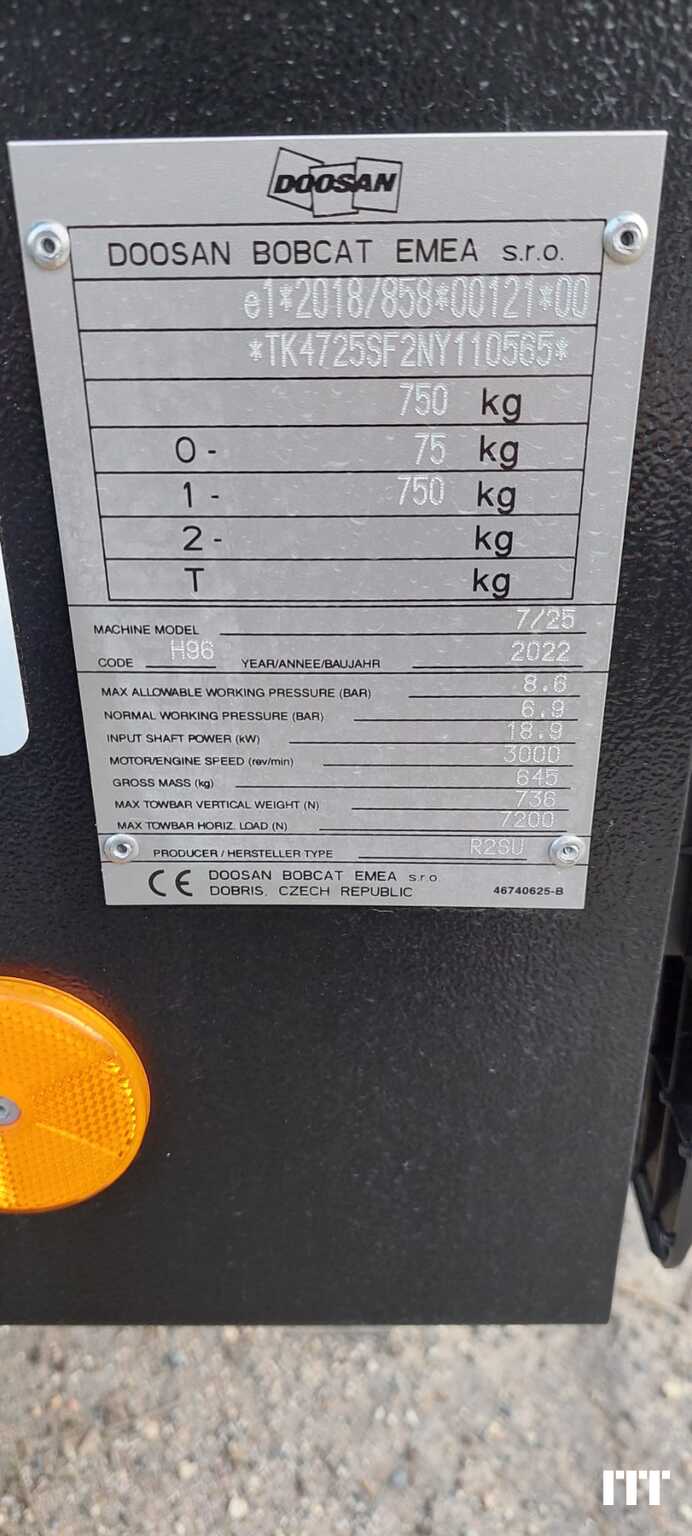 DOOSAN
DOOSAN BOBCAT EMEA s.r.o.
e1*2018/858*00121*00
*TK4725SF2NY110565*
750 kg
0 - 75 kg
1 - 750 kg
2 - kg
T kg
MACHINE MODEL 7/25
CODE H96 YEAR/ANNEE/BAUJAHR 2022
MAX ALLOWABLE WORKING PRESSURE (BAR) 8.6
NORMAL WORKING PRESSURE (BAR) 6.9
INPUT SHAFT POWER (kW) 18.9
MOTOR/ENGINE SPEED (rev/min) 3000
GROSS MASS (kg) 645
MAX TOWBAR VERTICAL WEIGHT (N) 736
MAX TOWBAR HORIZ. LOAD (N) 7200
PRODUCER / HERSTELLER TYPE R2SU
CE DOOSAN BOBCAT EMEA s.r.o.
DOBRIS, CZECH REPUBLIC 46740625-B